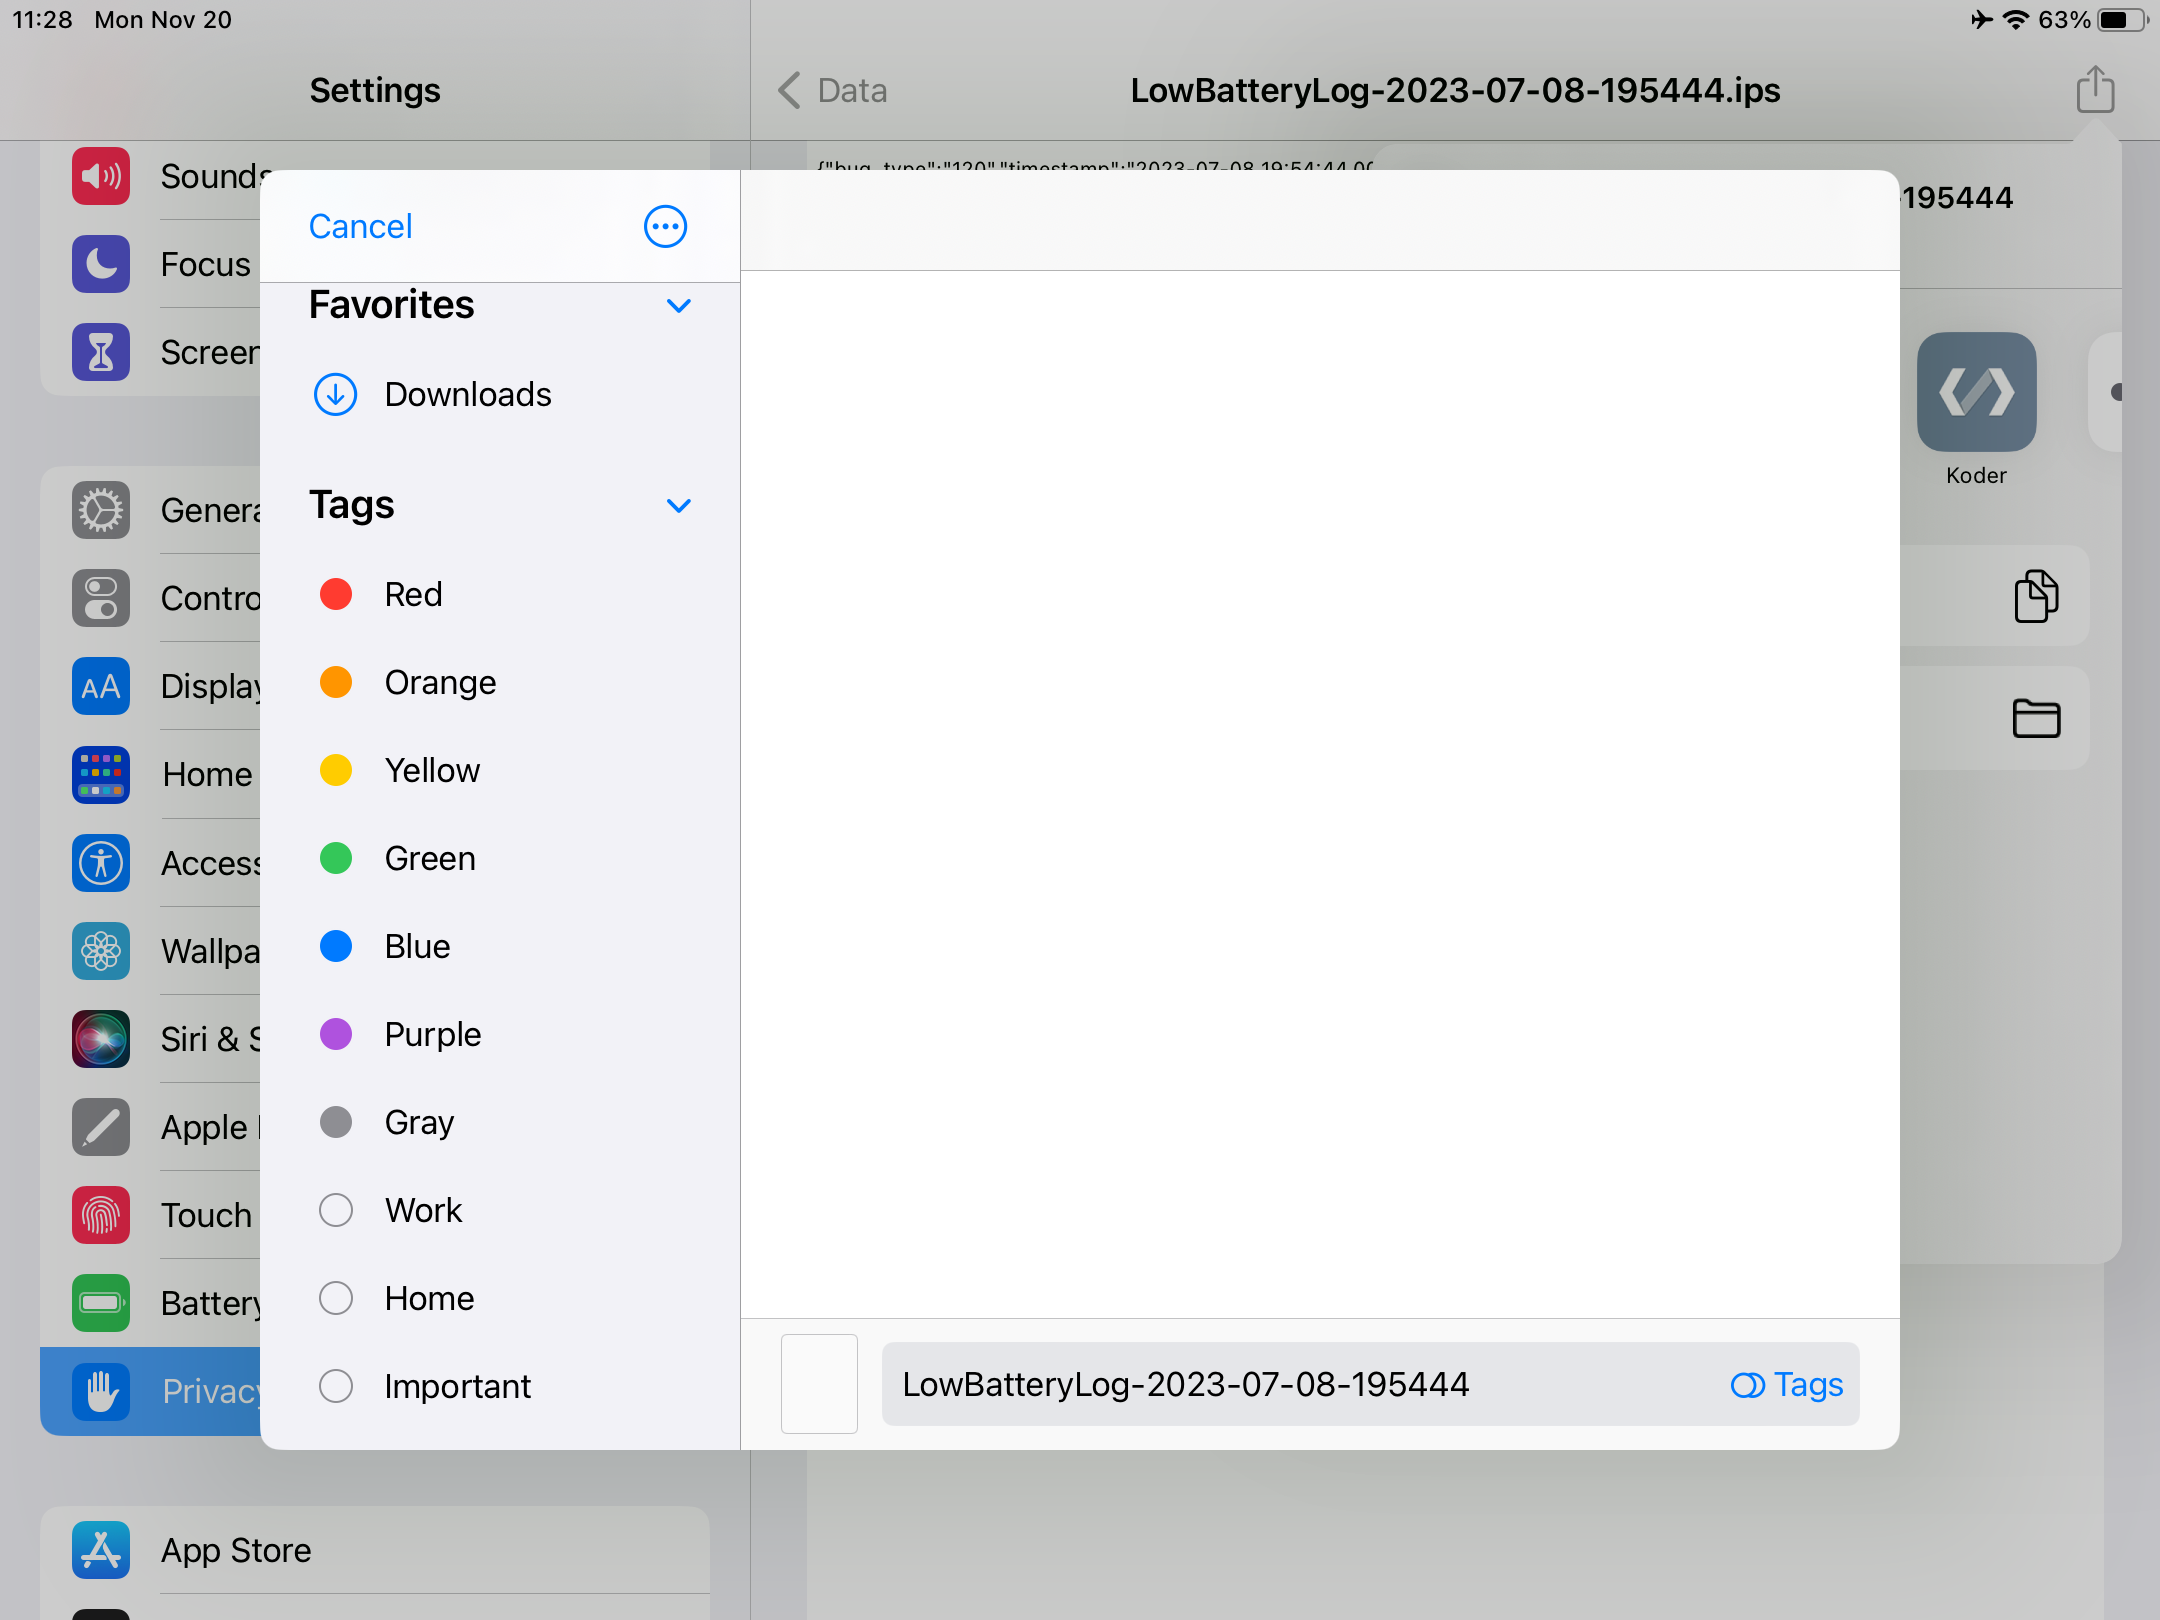 11:28 Mon Nov 20
63%
Settings
Data
LowBatteryLog-2023-07-08-195444.ips
Sounds
Focus
Screen
General
Contro
Display
Home
Access
Wallpa
Siri & S
Apple
Touch
Battery
Privacy
App Store
{"bug_type":"120","timestamp":"2023-07-08 19:54:44.00
-195444
Koder
Cancel
Favorites
Downloads
Tags
Red
Orange
Yellow
Green
Blue
Purple
Gray
Work
Home
Important
LowBatteryLog-2023-07-08-195444
Tags